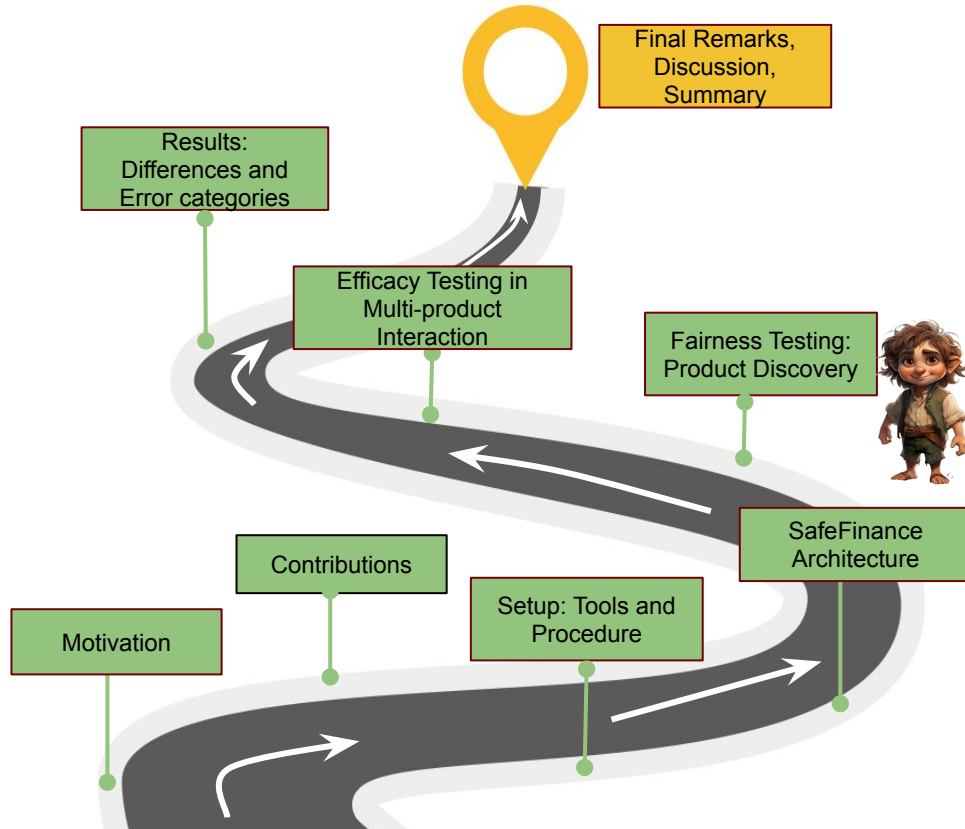 Final Remarks,
Discussion,
Summary
Results:
Differences and
Error categories
Efficacy Testing in
Multi-product
Interaction
Fairness Testing:
Product Discovery
SafeFinance
Architecture
Contributions
Setup: Tools and
Procedure
Motivation